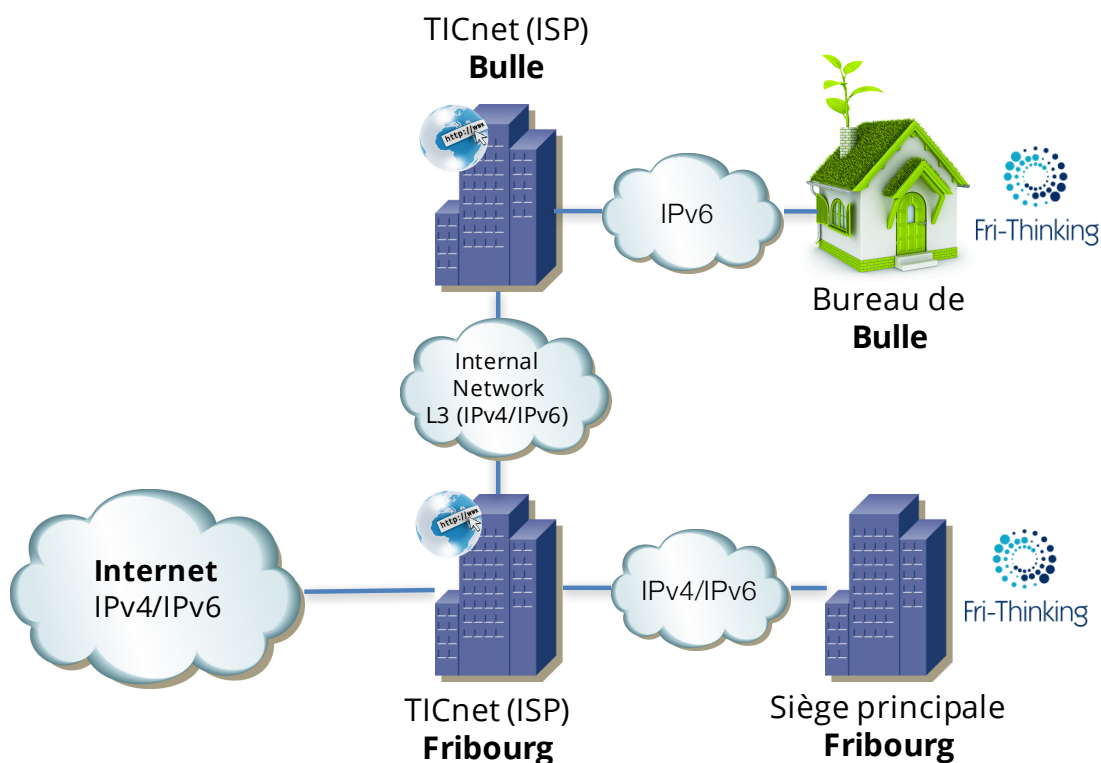 TICnet (ISP)
Bulle
http://www
IPv6
Fri-Thinking
Bureau de
Bulle
Internal
Network
L3 (IPv4/IPv6)
http://www
Internet
IPv4/IPv6
IPv4/IPv6
Fri-Thinking
TICnet (ISP)
Fribourg
Siège principale
Fribourg